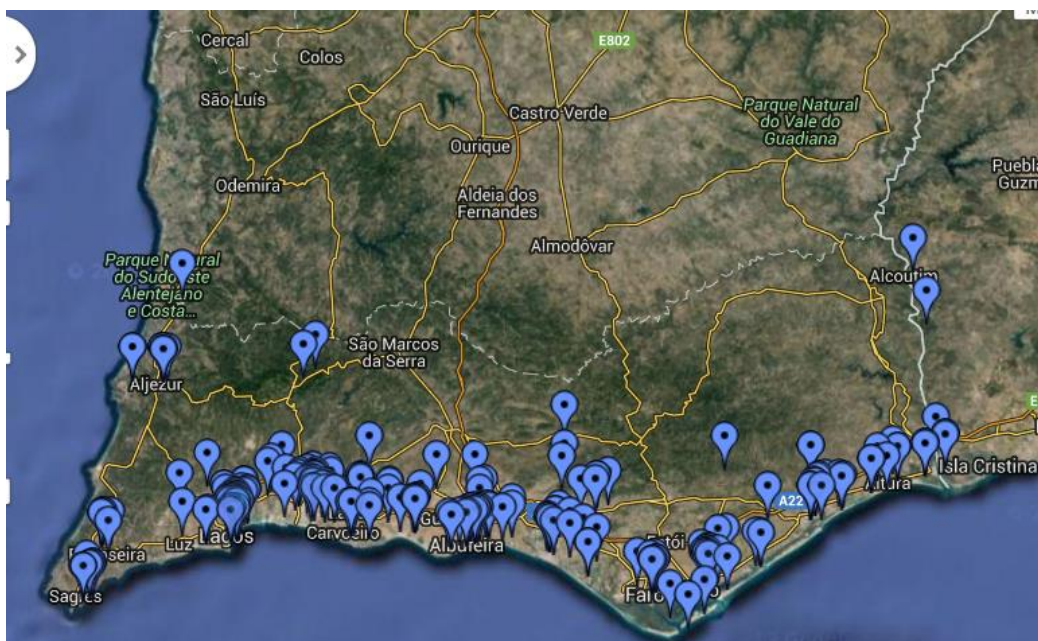 Cercal
Colos
E802
São Luís
Castro Verde
Parque Natural
do Vale do
Guadiana
Ourique
Puebla
Guzm
Odemira
Aldeia dos
Fernandes
Almodôvar
Parque Natural
do Sudoeste
Alentejano
e Costa...
Alcoutim
São Marcos
da Serra
Aljezur
Isla Cristina
A22
Altura
Lagos
Luz
Carvoeiro
Albufeira
Estói
Faro
Sagres